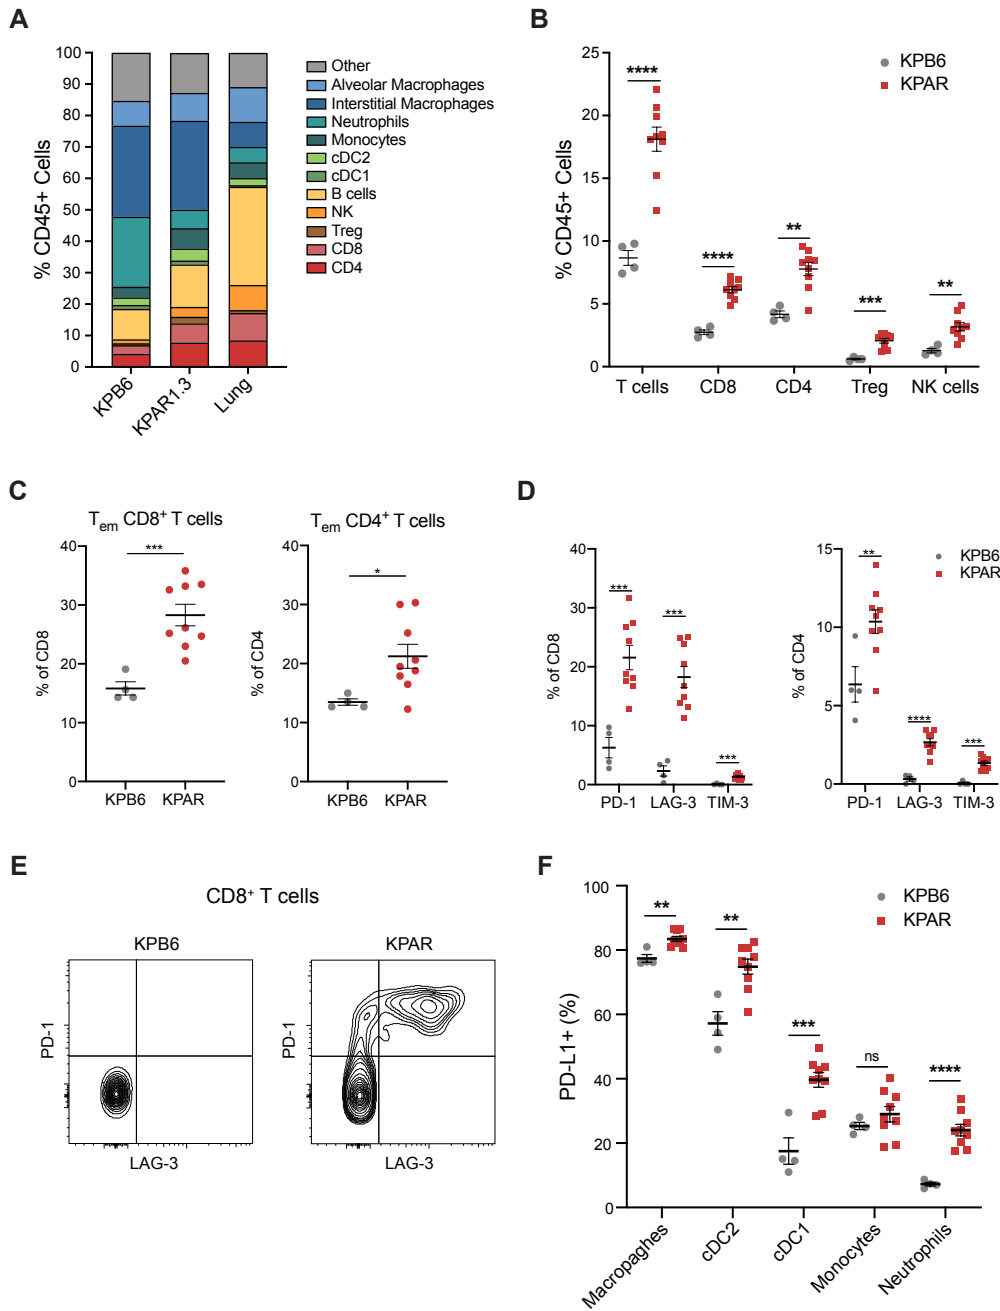 A
% CD45+ Cells
100
90
80
70
60
50
40
30
20
10
0
KPB6
KPAR1.3
Lung
Other
Alveolar Macrophages
Interstitial Macrophages
Neutrophils
Monocytes
cDC2
cDC1
B cells
NK
Treg
CD8
CD4
B
% CD45+ Cells
25
20
15
10
5
0
KPB6
KPAR
****
****
**
***
**
T cells
CD8
CD4
Treg
NK cells
C
Tem CD8+ T cells
% of CD8
40
30
20
10
0
***
KPB6
KPAR
Tem CD4+ T cells
% of CD4
40
30
20
10
0
*
KPB6
KPAR
D
% of CD8
40
30
20
10
0
***
***
***
PD-1
LAG-3
TIM-3
% of CD4
15
10
5
0
**
****
***
PD-1
LAG-3
TIM-3
KPB6
KPAR
E
CD8+ T cells
KPB6
PD-1
LAG-3
KPAR
PD-1
LAG-3
F
PD-L1+ (%)
100
80
60
40
20
0
KPB6
KPAR
**
**
***
ns
****
Macropaghes
cDC2
cDC1
Monocytes
Neutrophils